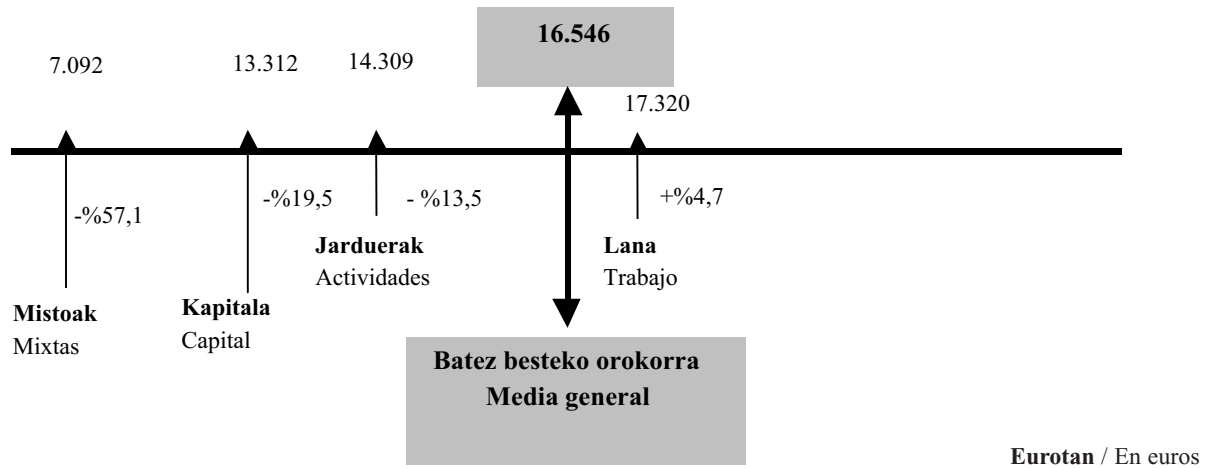 16.546
7.092
13.312
14.309
17.320
-%57,1
-%19,5
- %13,5
+%4,7
Jarduerak
Actividades
Lana
Trabajo
Mistoak
Mixtas
Kapitala
Capital
Batez besteko orokorra
Media general
Eurotan / En euros